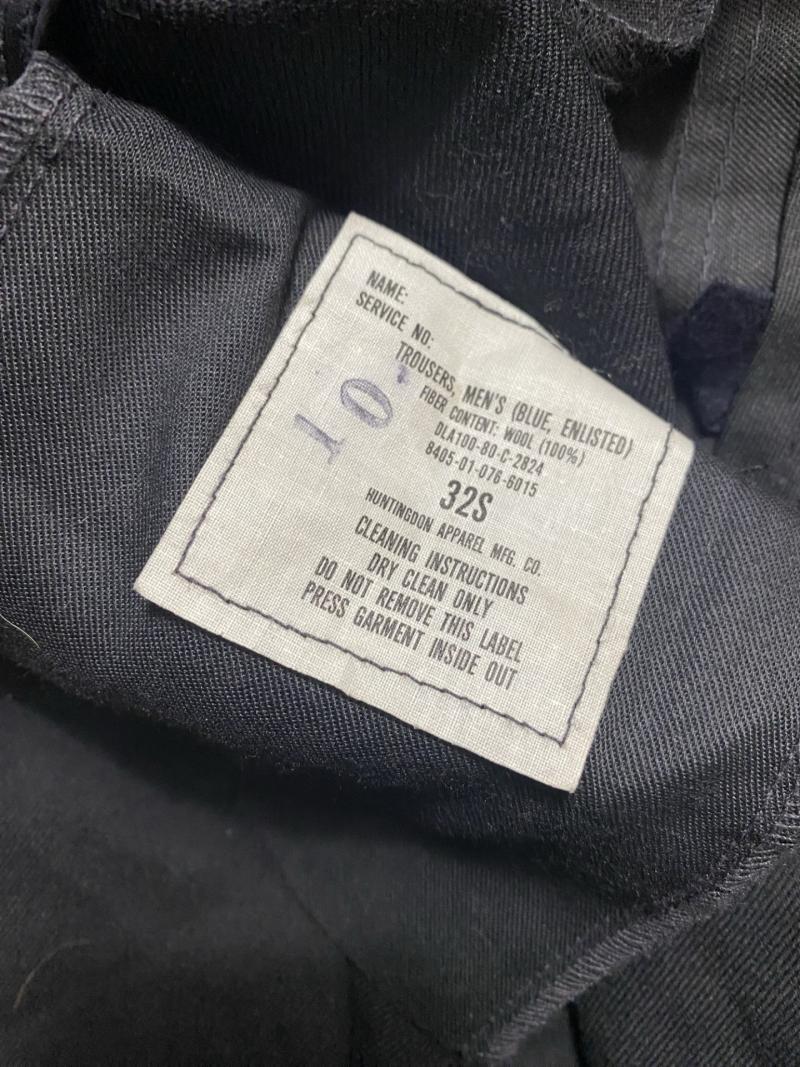 NAME:
SERVICE NO:
TROUSERS, MEN'S (BLUE, ENLISTED)
FIBER CONTENT: WOOL (100%)
DLA100-80-C-2824
8405-01-076-6015
32S
HUNTINGDON APPAREL MFG. CO.
CLEANING INSTRUCTIONS
DRY CLEAN ONLY
DO NOT REMOVE THIS LABEL
PRESS GARMENT INSIDE OUT
10